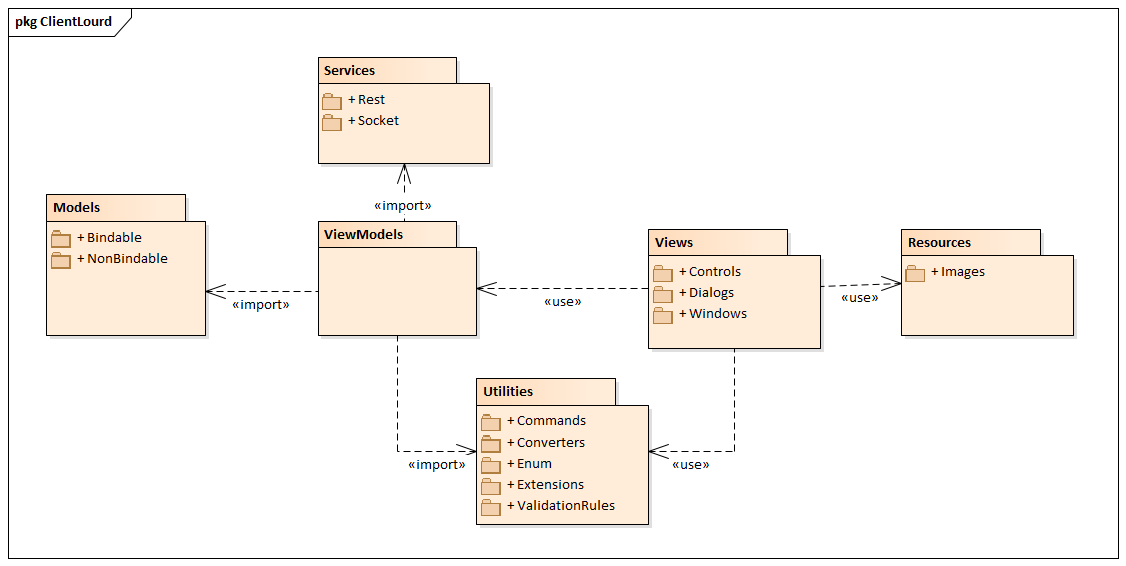 pkg ClientLourd
Services
+ Rest
+ Socket
«import»
Models
+ Bindable
+ NonBindable
«import»
ViewModels
«use»
Views
+ Controls
+ Dialogs
+ Windows
«use»
Resources
+ Images
Utilities
+ Commands
+ Converters
+ Enum
+ Extensions
+ ValidationRules
«import»
«use»